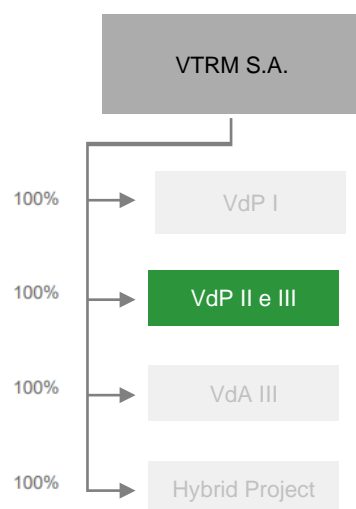 VTRM S.A.
100%
VdP I
100%
VdP II e III
100%
VdA III
100%
Hybrid Project